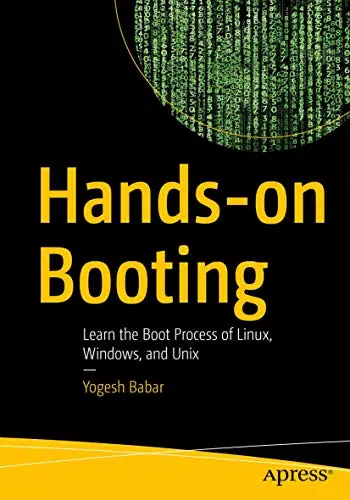 Hands-on
Booting
Learn the Boot Process of Linux,
Windows, and Unix
—
Yogesh Babar
Apress®